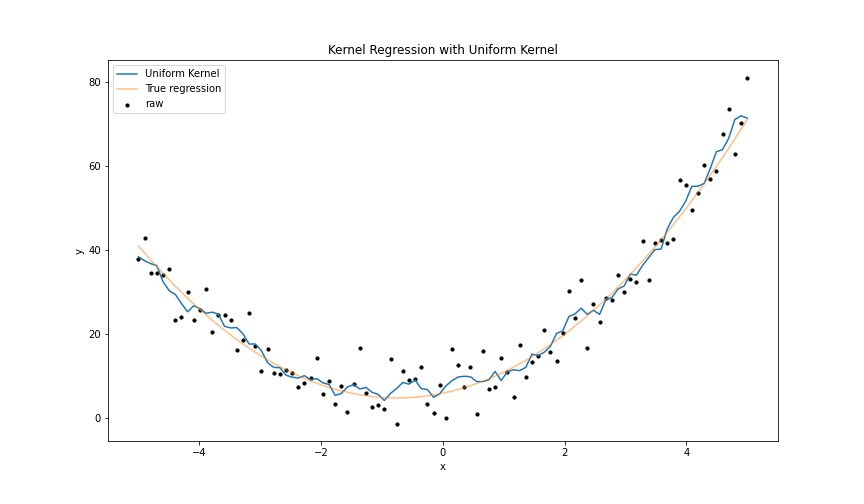 Kernel Regression with Uniform Kernel
Uniform Kernel
True regression
raw
80
60
40
20
0
y
−4
−2
0
2
4
x